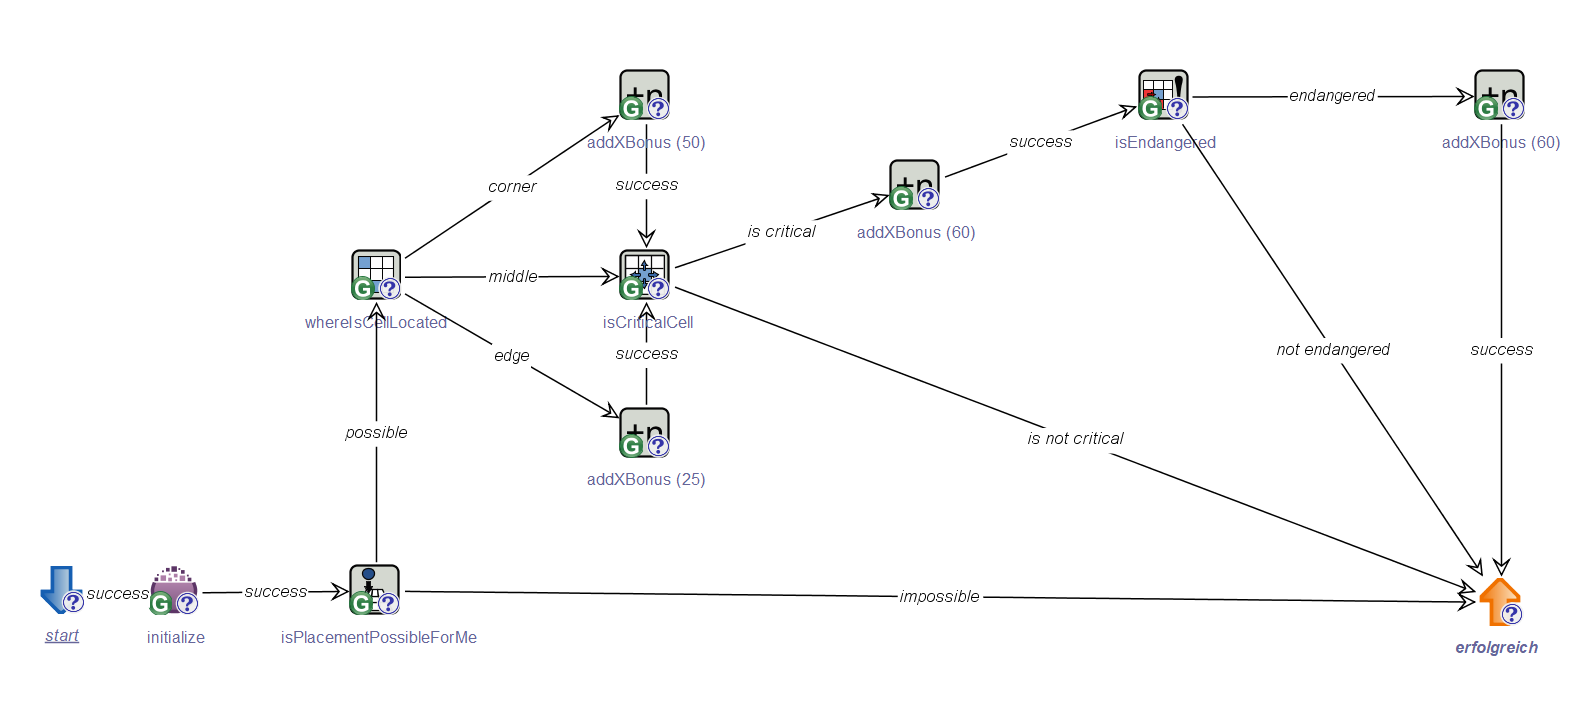 +n
G ?
addXBonus (50)
!
G ?
isEndangered
endangered
+n
G ?
addXBonus (60)
success
corner
success
+n
G ?
addXBonus (60)
is critical
G ?
whereIsCellLocated
middle
G ?
isCriticalCell
edge
success
not endangered
success
possible
+n
G ?
addXBonus (25)
is not critical
?
start
success
G ?
initialize
success
G ?
isPlacementPossibleForMe
impossible
?
erfolgreich